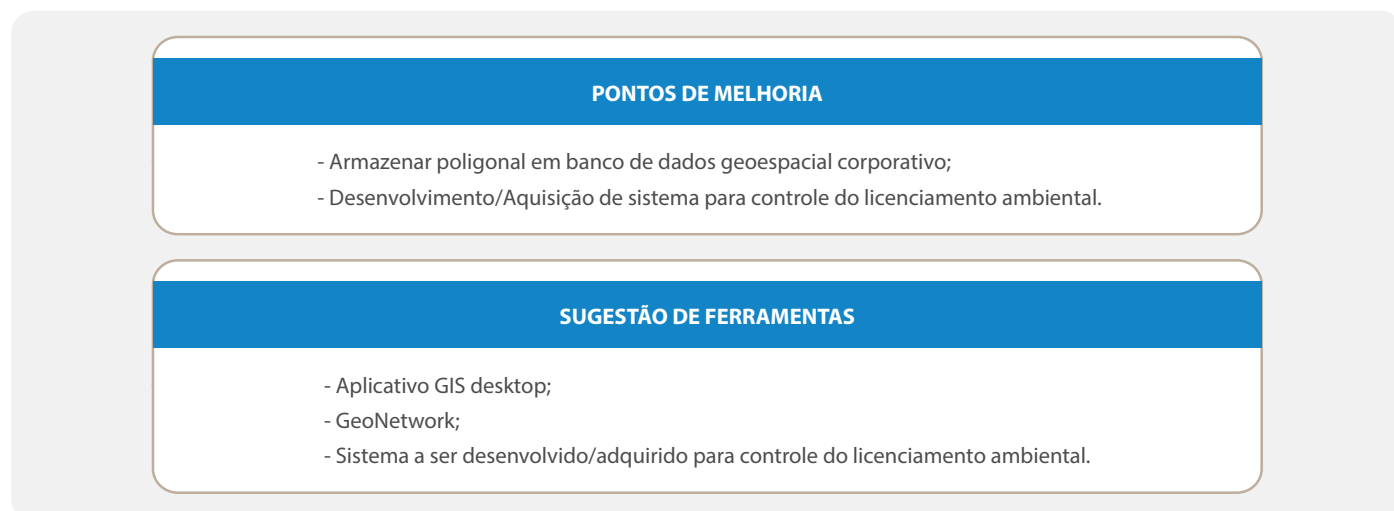 PONTOS DE MELHORIA
- Armazenar poligonal em banco de dados geoespacial corporativo;
- Desenvolvimento/Aquisição de sistema para controle do licenciamento ambiental.
SUGESTÃO DE FERRAMENTAS
- Aplicativo GIS desktop;
- GeoNetwork;
- Sistema a ser desenvolvido/adquirido para controle do licenciamento ambiental.